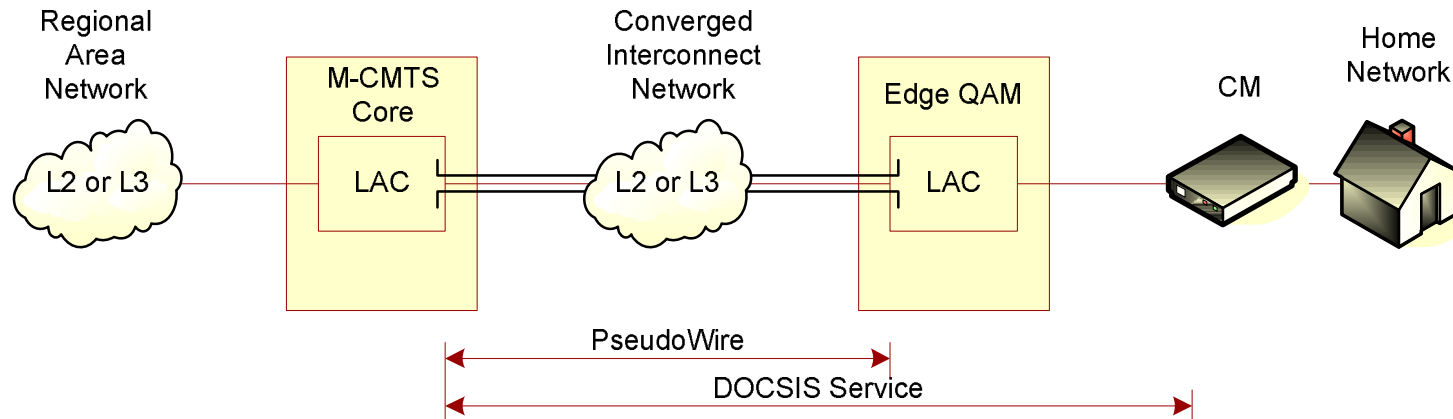 Regional
Area
Network
L2 or L3
M-CMTS
Core
LAC
Converged
Interconnect
Network
L2 or L3
Edge QAM
LAC
CM
Home
Network
PseudoWire
DOCSIS Service